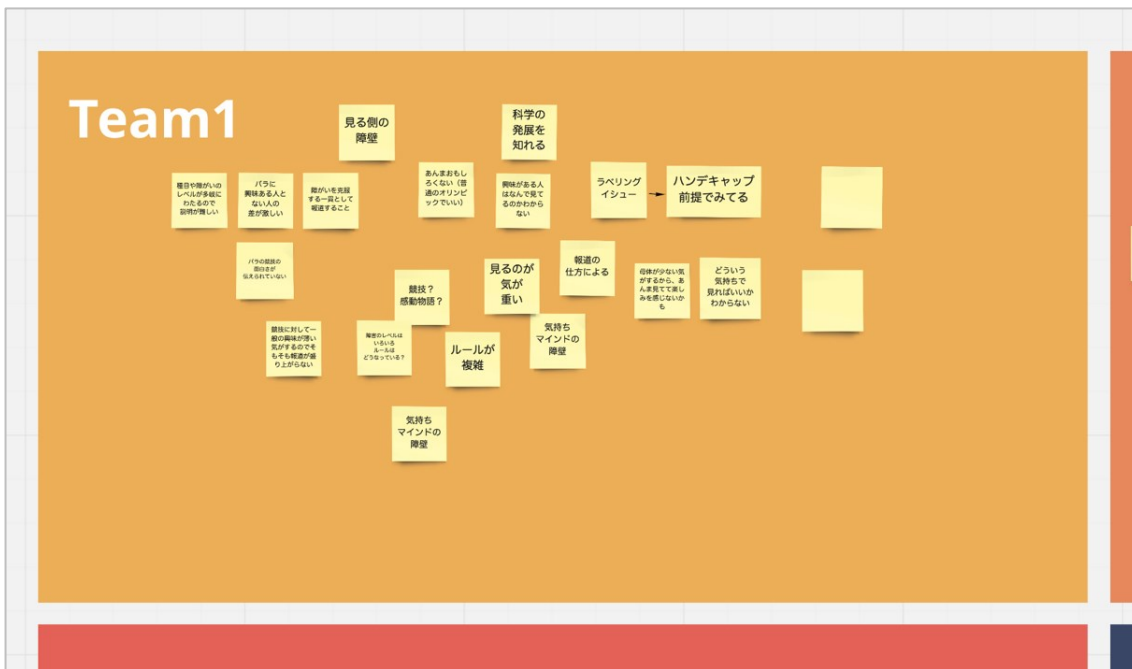 Team1
見る側の
障壁
科学の
発展を
知れる
種目や障がいの
レベルが多岐に
わたるので
説明が難しい
パラに
興味ある人と
ない人の
差が激しい
障がいを克服
する一貫として
報道すること
あんまおもし
ろくない（普
通のオリンピ
ックでいい）
興味がある人
はなんで見て
るのかわから
ない
ラベリング
イシュー
ハンデキャップ
前提でみてる
パラの競技の
面白さが
伝えられていない
競技？
感動物語？
見るのが
気が
重い
報道の
仕方による
母体が少ない気
がするから、あ
んま見てて楽し
みを感じないか
も
どういう
気持ちで
見ればいいか
わからない
競技に対して一
般の興味が薄い
気がするのでそ
もそも報道が盛
り上がらない
障害のレベルは
いろいろ
ルールは
どうなっている？
ルールが
複雑
気持ち
マインドの
障壁
気持ち
マインドの
障壁